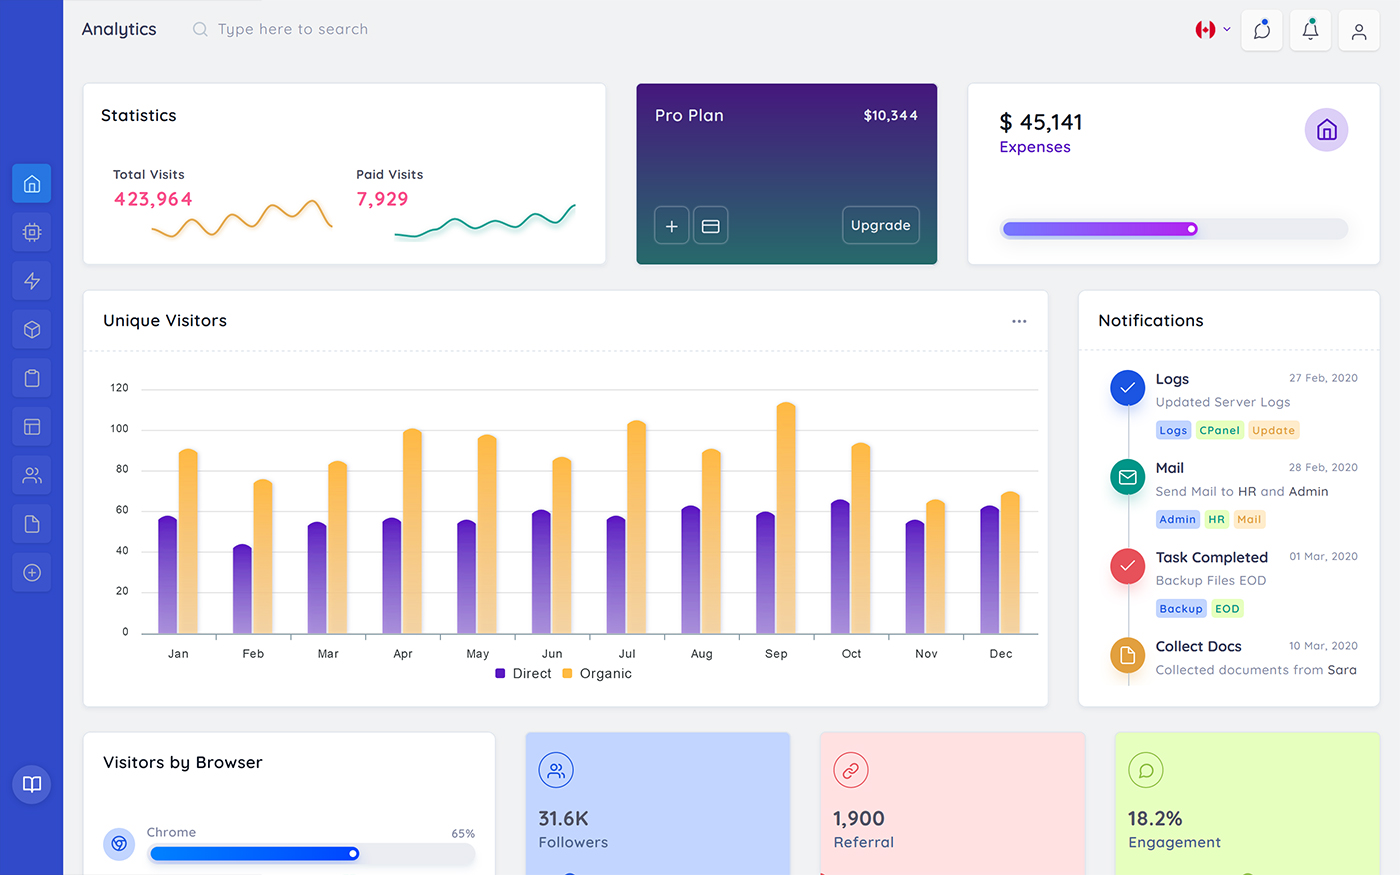 Analytics
Type here to search
Statistics
Total Visits
423,964
Paid Visits
7,929
Pro Plan
$10,344
Upgrade
$ 45,141
Expenses
Unique Visitors
120
100
80
60
40
20
0
Jan Feb Mar Apr May Jun Jul Aug Sep Oct Nov Dec
Direct Organic
Notifications
Logs 27 Feb, 2020
Updated Server Logs
Logs CPanel Update
Mail 28 Feb, 2020
Send Mail to HR and Admin
Admin HR Mail
Task Completed 01 Mar, 2020
Backup Files EOD
Backup EOD
Collect Docs 10 Mar, 2020
Collected documents from Sara
Visitors by Browser
Chrome 65%
31.6K
Followers
1,900
Referral
18.2%
Engagement